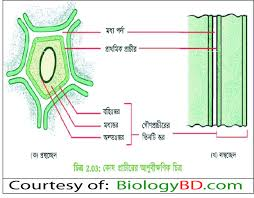 মধ্য পর্দা
প্রাথমিক প্রাচীর
বহিঃস্তর
মধ্যস্তর
অন্তঃস্তর
গৌণপ্রাচীরের
তিনটি স্তর
(ক) প্রস্থচ্ছেদ
(খ) লম্বচ্ছেদ
চিত্র 2.03: কোষ প্রাচীরের আণুবীক্ষণিক চিত্র
Courtesy of: BiologyBD.com